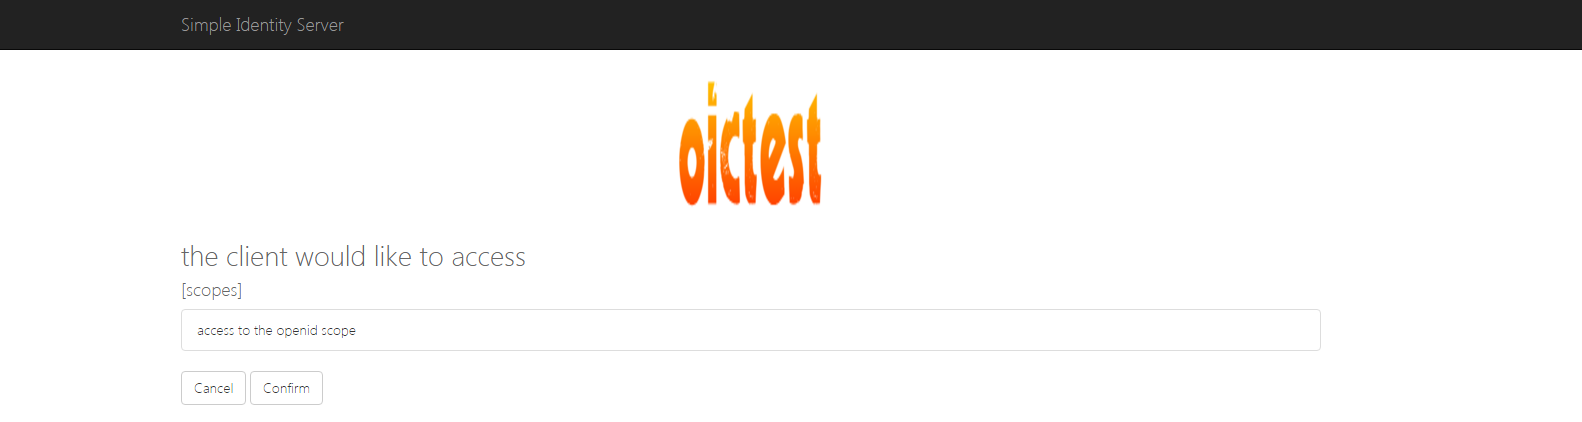 Simple Identity Server
oictest
the client would like to access
[scopes]
access to the openid scope
Cancel Confirm